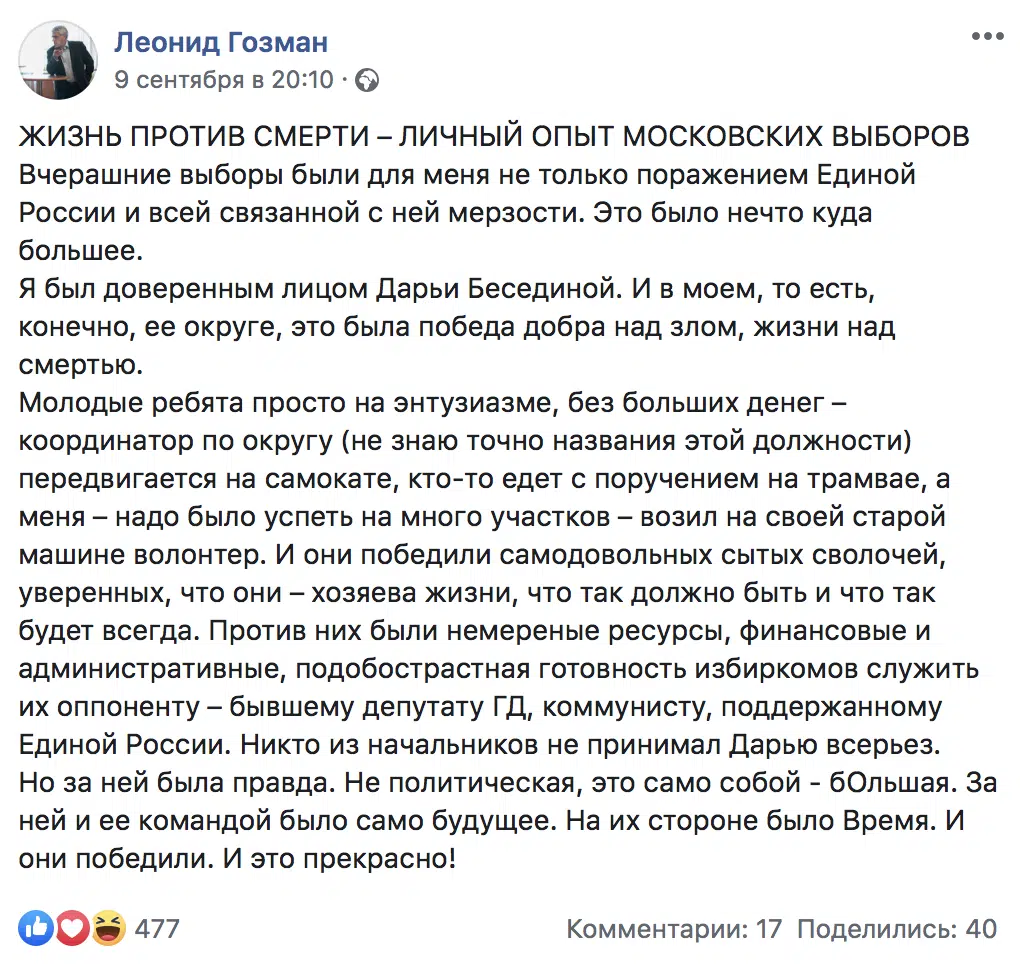 Леонид Гозман
9 сентября в 20:10 ·
ЖИЗНЬ ПРОТИВ СМЕРТИ – ЛИЧНЫЙ ОПЫТ МОСКОВСКИХ ВЫБОРОВ
Вчерашние выборы были для меня не только поражением Единой
России и всей связанной с ней мерзости. Это было нечто куда
большее.
Я был доверенным лицом Дарьи Бесединой. И в моем, то есть,
конечно, ее округе, это была победа добра над злом, жизни над
смертью.
Молодые ребята просто на энтузиазме, без больших денег –
координатор по округу (не знаю точно названия этой должности)
передвигается на самокате, кто-то едет с поручением на трамвае, а
меня – надо было успеть на много участков – возил на своей старой
машине волонтер. И они победили самодовольных сытых сволочей,
уверенных, что они – хозяева жизни, что так должно быть и что так
будет всегда. Против них были немереные ресурсы, финансовые и
административные, подобострастная готовность избиркомов служить
их оппоненту – бывшему депутату ГД, коммунисту, поддержанному
Единой России. Никто из начальников не принимал Дарью всерьез.
Но за ней была правда. Не политическая, это само собой - бОльшая. За
ней и ее командой было само будущее. На их стороне было Время. И
они победили. И это прекрасно!
477 Комментарии: 17 Поделились: 40